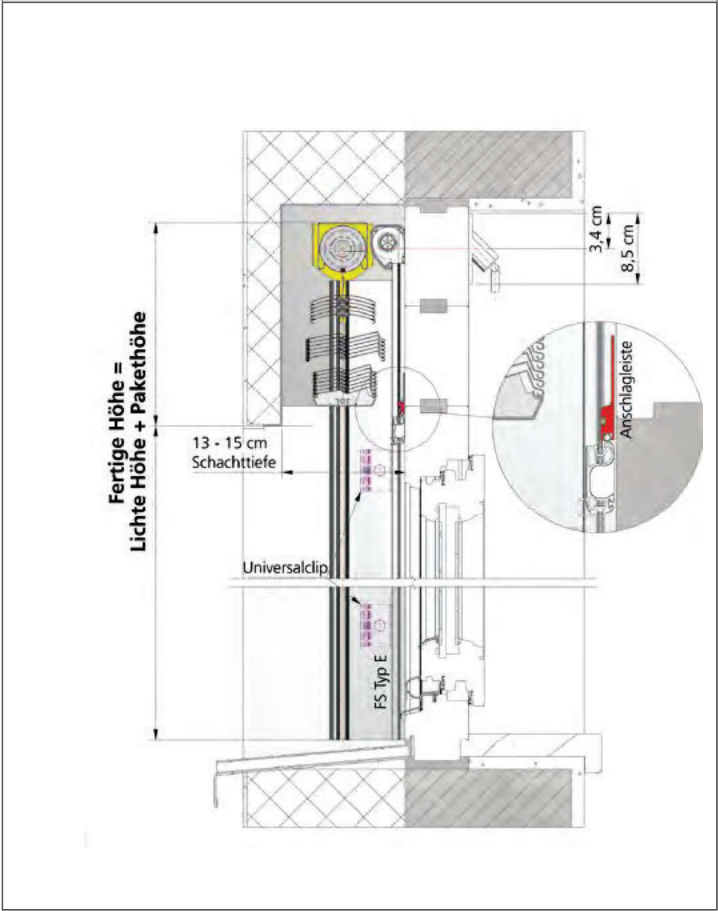 3,4 cm
8,5 cm
Fertige Höhe =
Lichte Höhe + Pakethöhe
Anschlagleiste
13 - 15 cm
Schachttiefe
Universalclip
FS Typ E